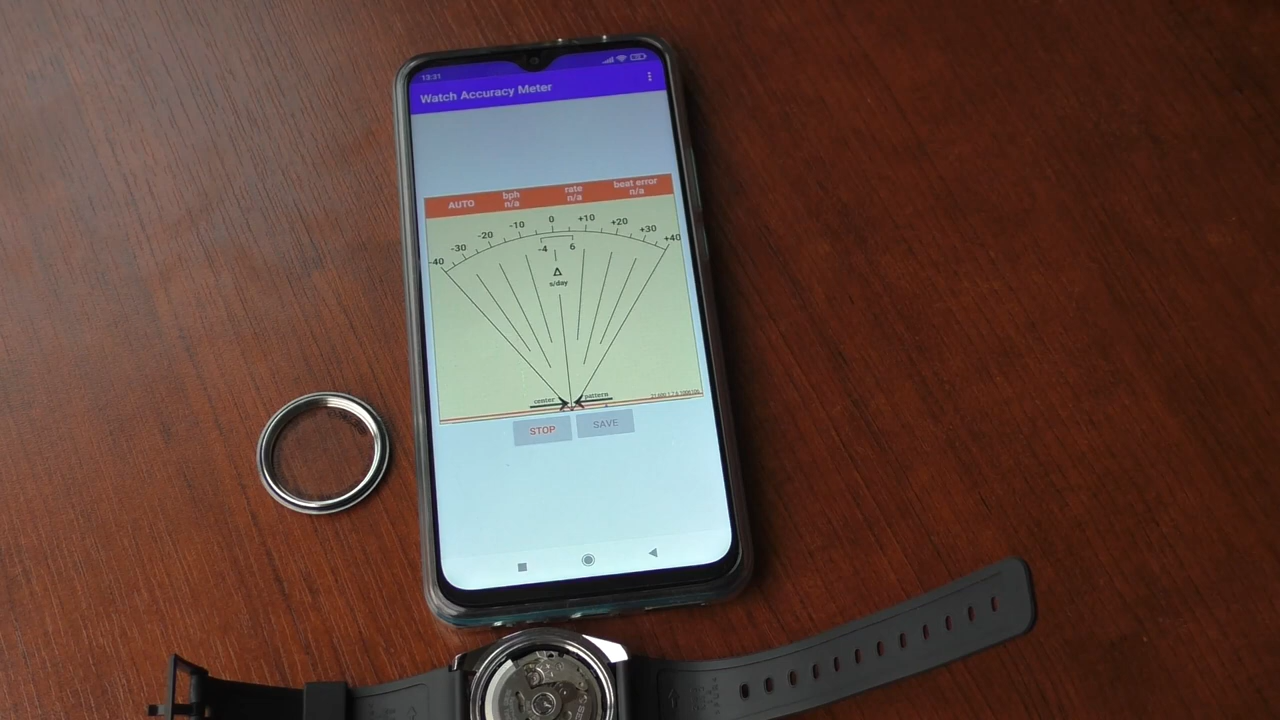 13:31
Watch Accuracy Meter
AUTO bph n/a rate n/a beat error n/a
-40 -30 -20 -10 0 +10 +20 +30 +40
-4 6
Δ
s/day
center pattern
STOP SAVE